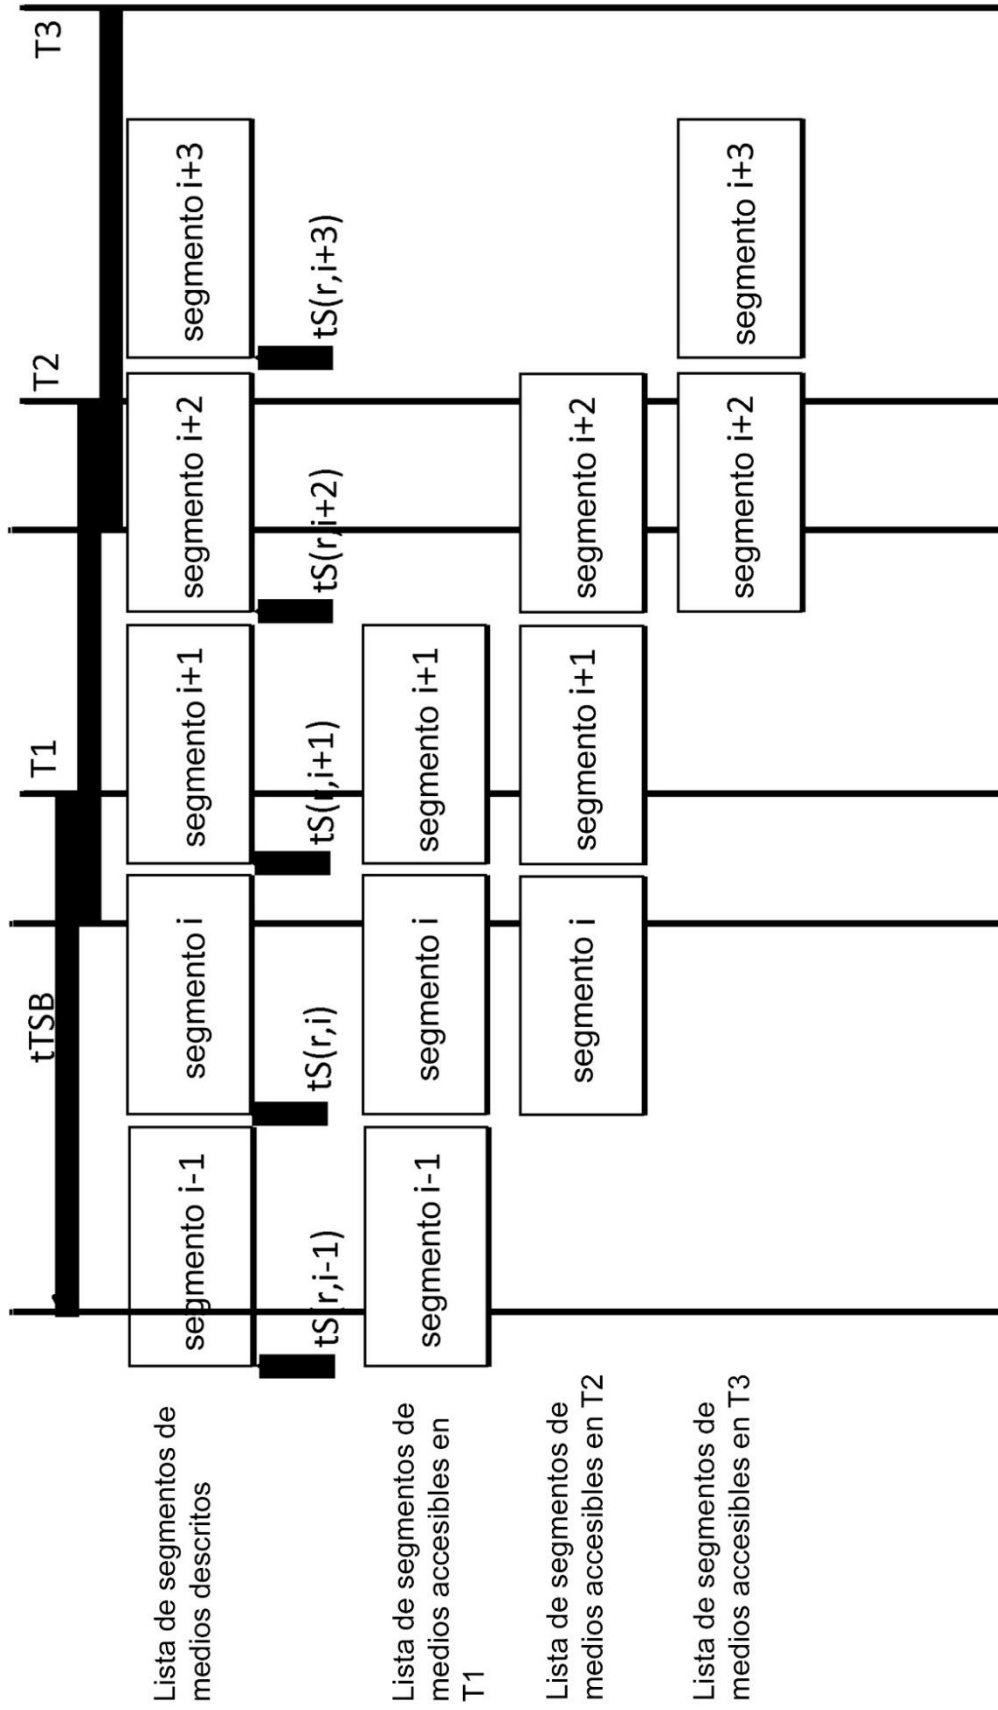 tTSB
T1
T2
T3
Lista de segmentos de
medios descritos
segmento i-1
segmento i
segmento i+1
segmento i+2
segmento i+3
tS(r,i-1)
tS(r,i)
tS(r,i+1)
tS(r,i+2)
tS(r,i+3)
Lista de segmentos de
medios accesibles en
T1
segmento i-1
segmento i
segmento i+1
Lista de segmentos de
medios accesibles en T2
segmento i
segmento i+1
segmento i+2
Lista de segmentos de
medios accesibles en T3
segmento i+2
segmento i+3